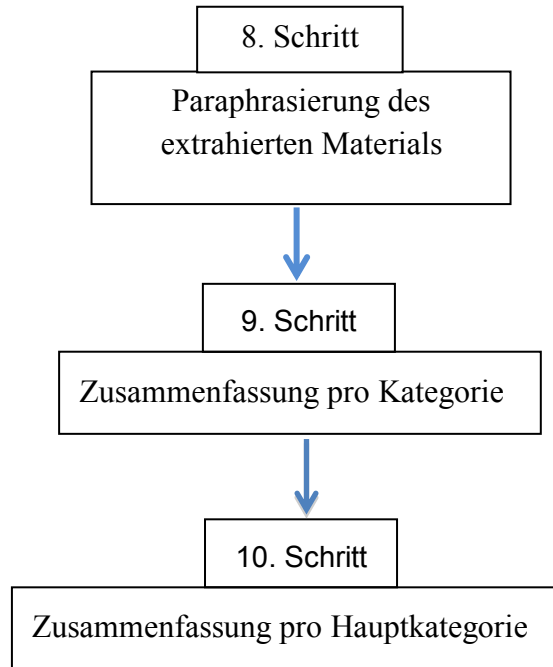 8. Schritt
Paraphrasierung des
extrahierten Materials
9. Schritt
Zusammenfassung pro Kategorie
10. Schritt
Zusammenfassung pro Hauptkategorie